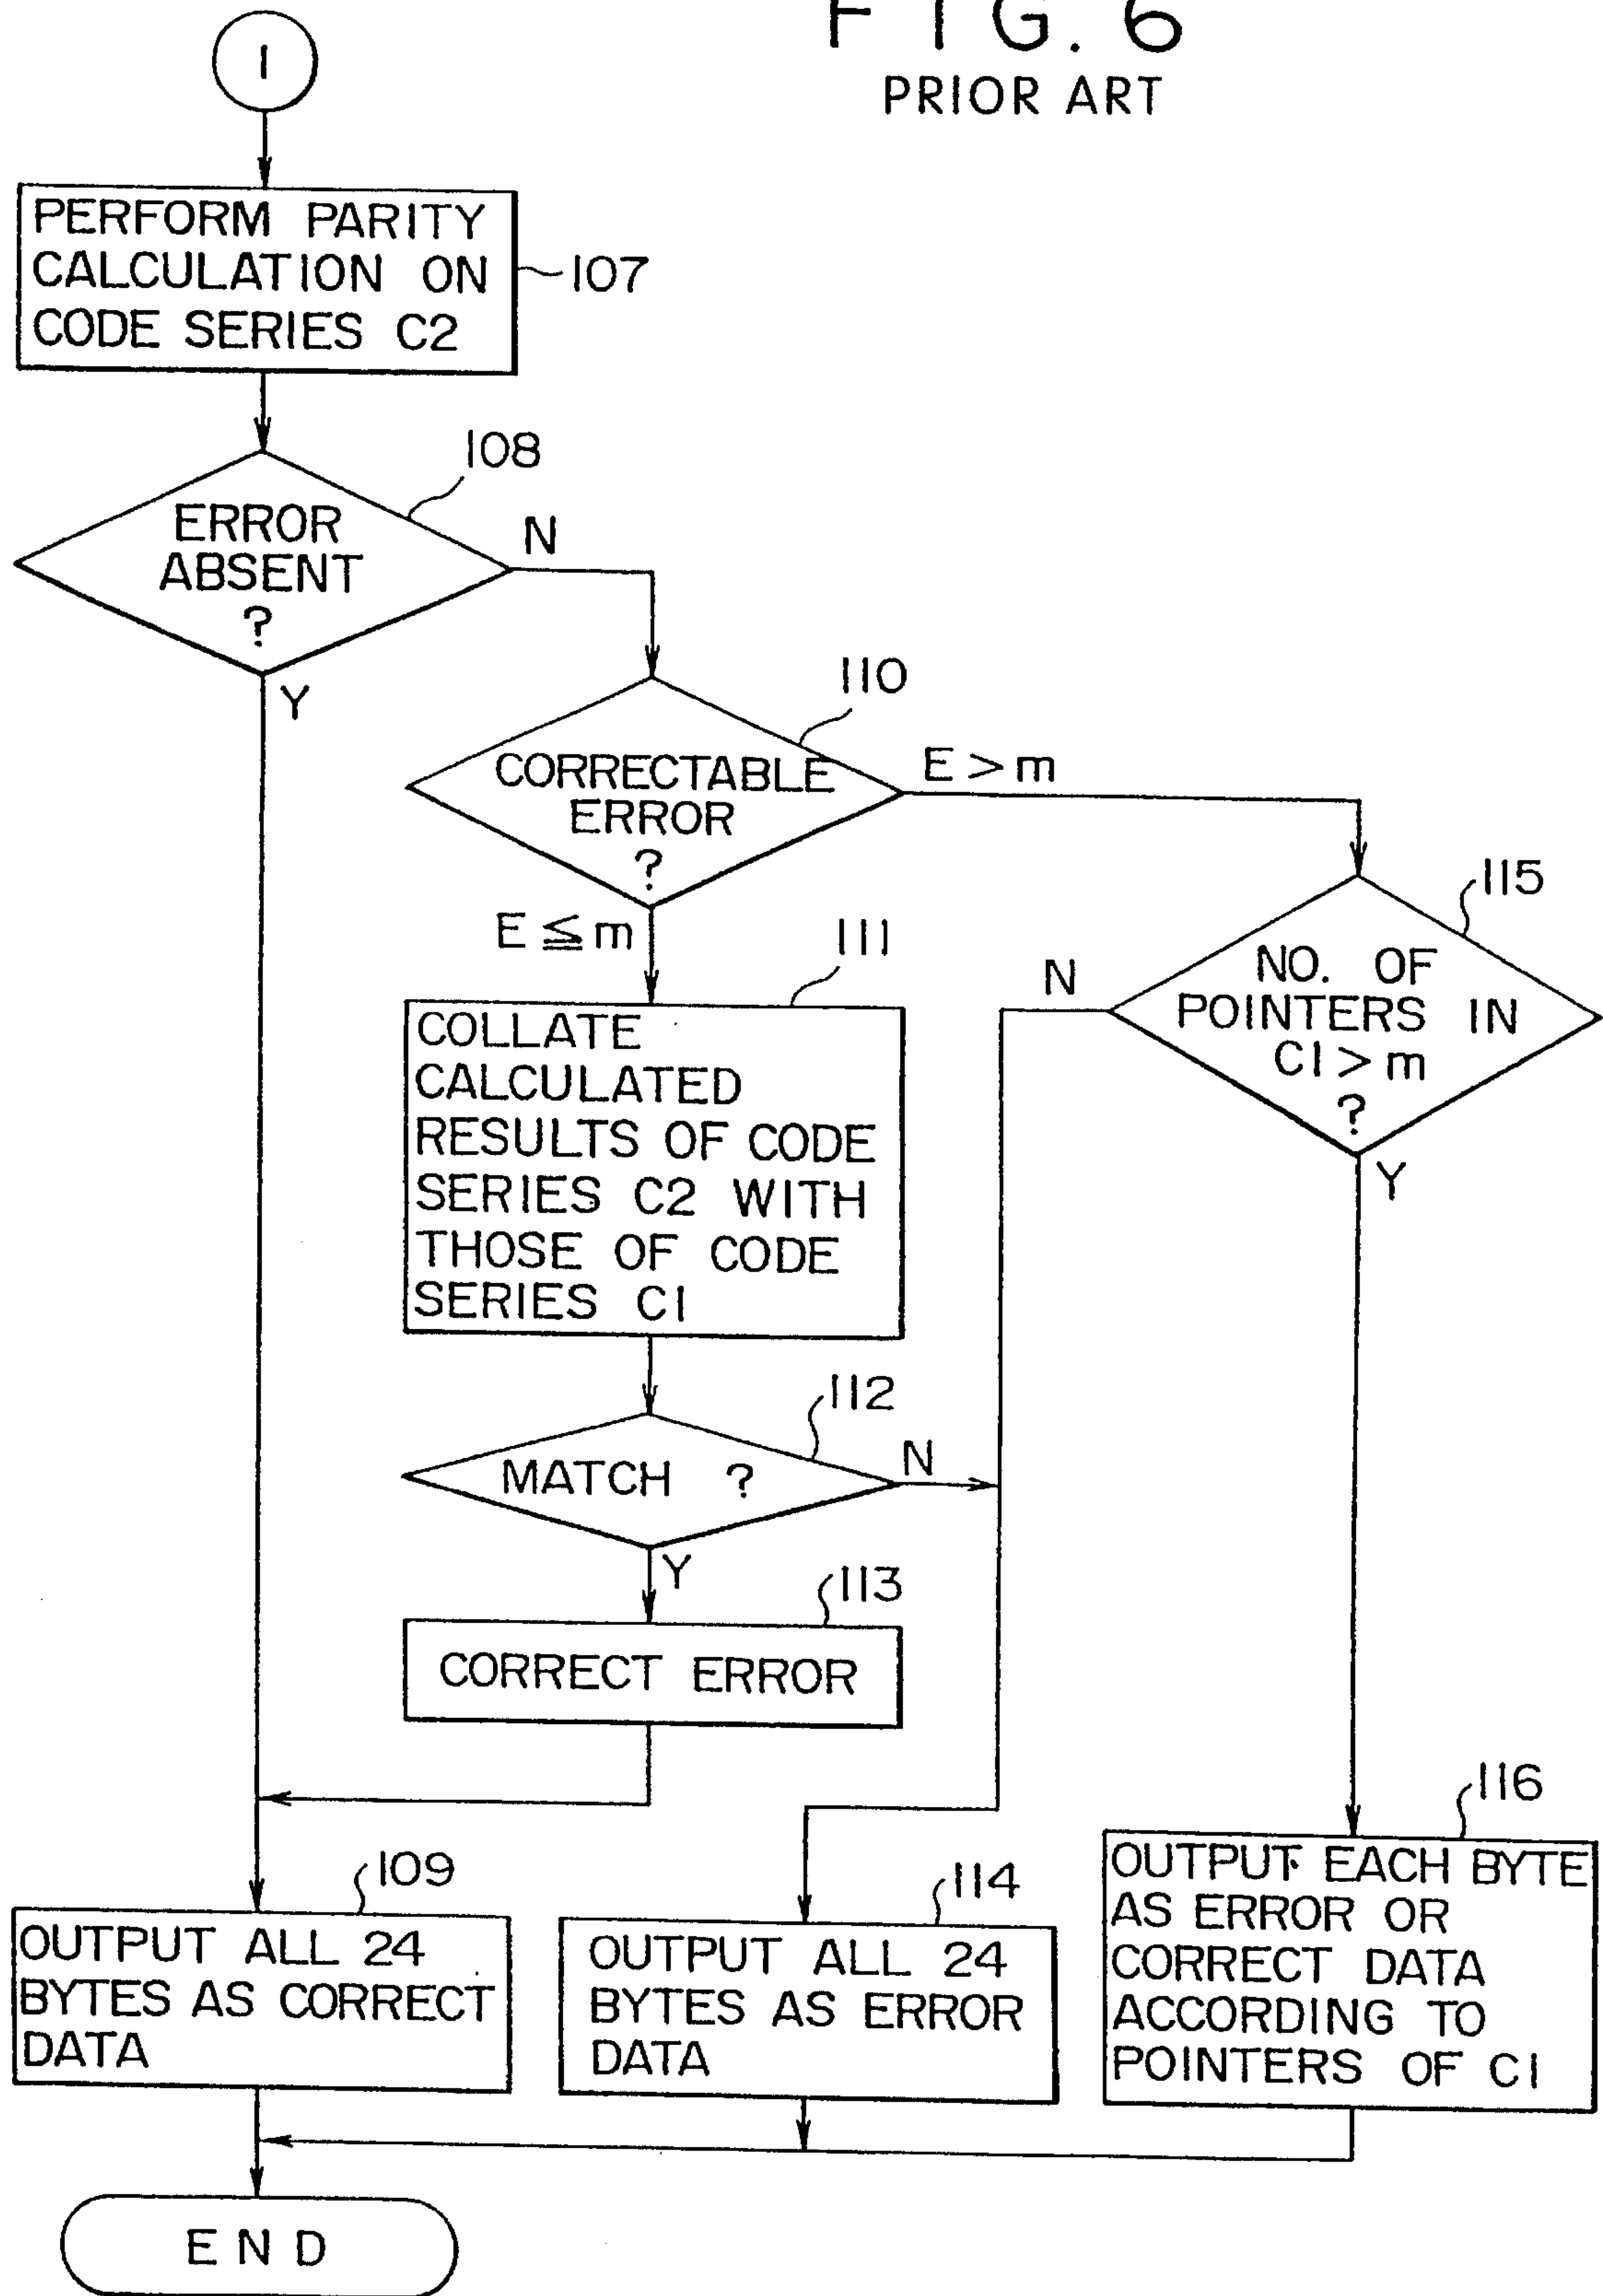 FIG. 6
PRIOR ART
1
PERFORM PARITY
CALCULATION ON
CODE SERIES C2
107
108
ERROR
ABSENT
?
N
Y
110
CORRECTABLE
ERROR
?
E > m
E ≦ m
115
NO. OF
POINTERS IN
C1 > m
?
N
Y
111
COLLATE
CALCULATED
RESULTS OF CODE
SERIES C2 WITH
THOSE OF CODE
SERIES C1
112
MATCH ?
N
Y
113
CORRECT ERROR
109
OUTPUT ALL 24
BYTES AS CORRECT
DATA
114
OUTPUT ALL 24
BYTES AS ERROR
DATA
116
OUTPUT EACH BYTE
AS ERROR OR
CORRECT DATA
ACCORDING TO
POINTERS OF C1
END